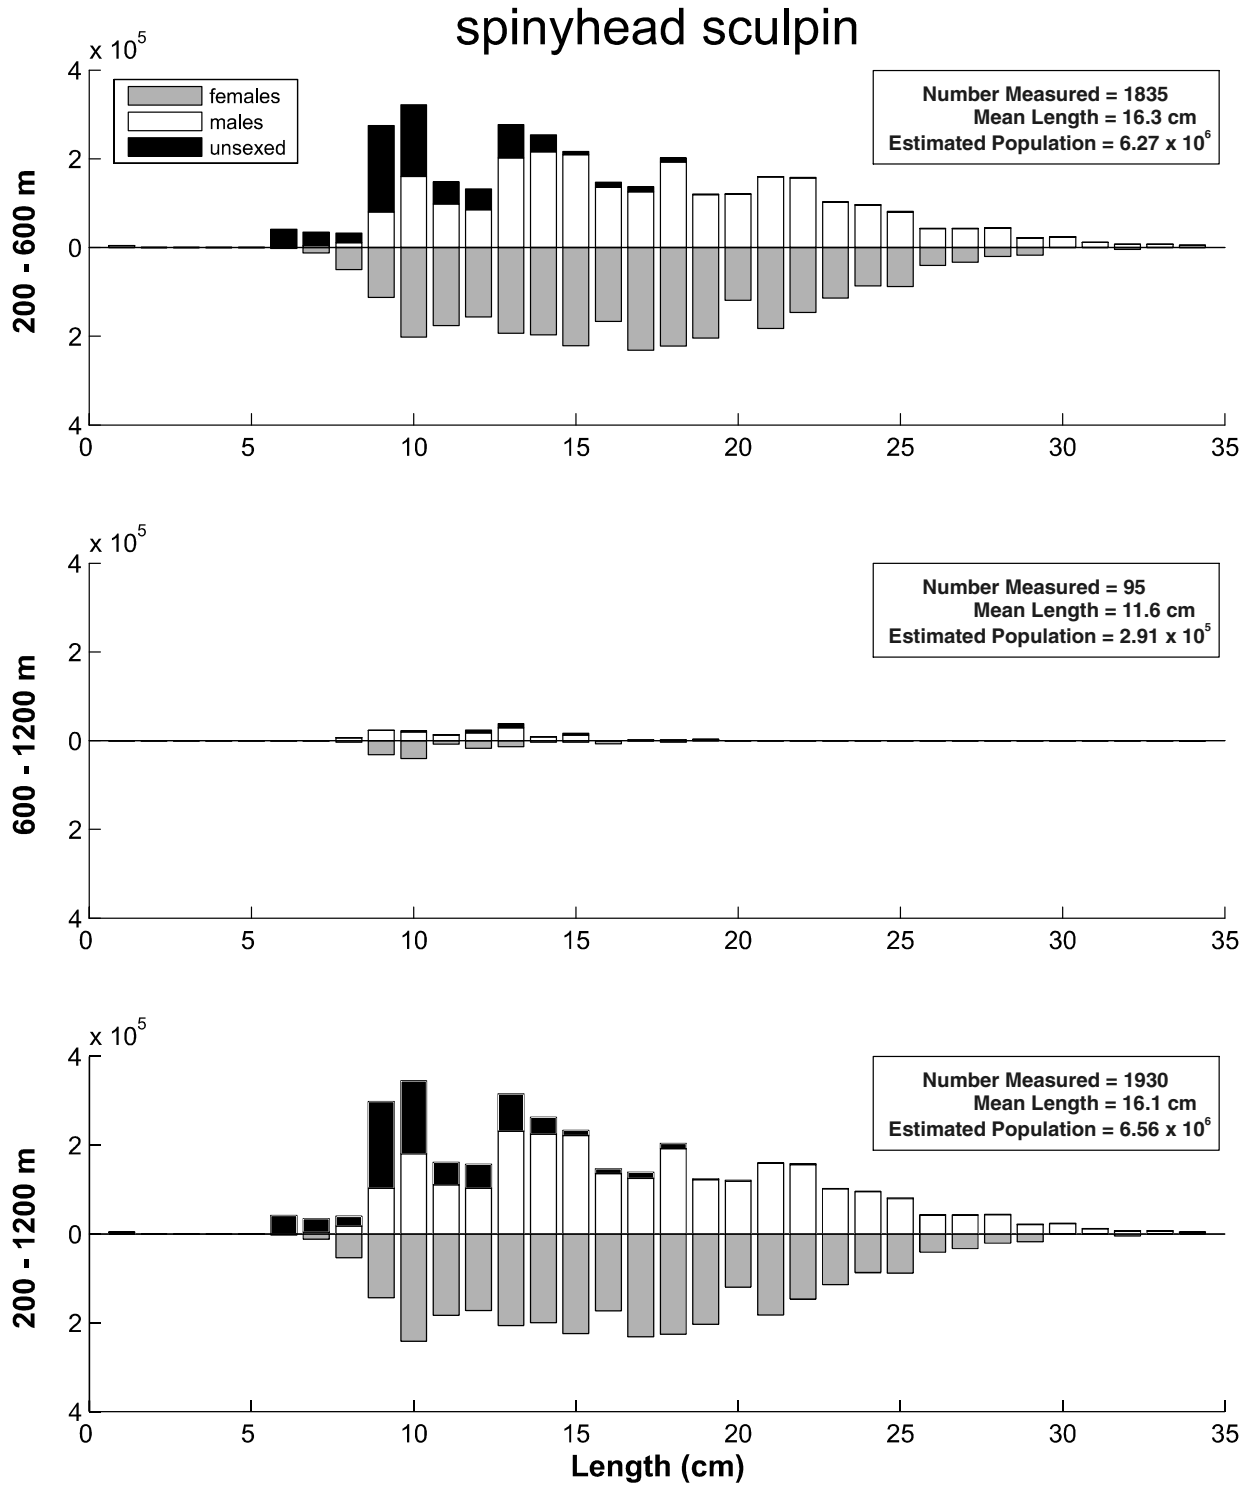 spinyhead sculpin
x 10^5
females
males
unsexed
Number Measured = 1835
Mean Length = 16.3 cm
Estimated Population = 6.27 x 10^6
200 - 600 m
4
2
0
2
4
0 5 10 15 20 25 30 35
x 10^5
Number Measured = 95
Mean Length = 11.6 cm
Estimated Population = 2.91 x 10^5
600 - 1200 m
4
2
0
2
4
0 5 10 15 20 25 30 35
x 10^5
Number Measured = 1930
Mean Length = 16.1 cm
Estimated Population = 6.56 x 10^6
200 - 1200 m
4
2
0
2
4
0 5 10 15 20 25 30 35
Length (cm)